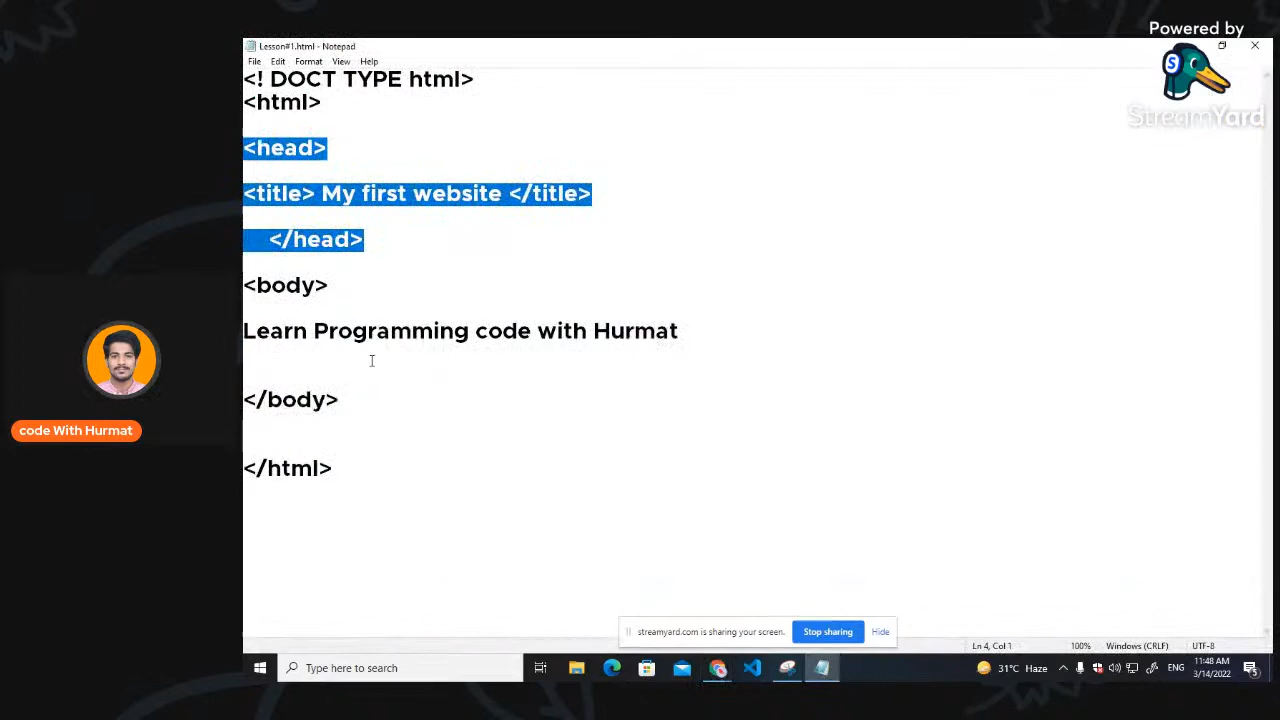 Powered by
StreamYard
Lesson#1.html - Notepad
File Edit Format View Help
<! DOCT TYPE html>
<html>
<head>
<title> My first website </title>
</head>
<body>
Learn Programming code with Hurmat
</body>
</html>
code With Hurmat
streamyard.com is sharing your screen.
Stop sharing
Hide
Ln 4, Col 1
100%
Windows (CRLF)
UTF-8
Type here to search
31°C Haze
ENG
11:48 AM
3/14/2022
5